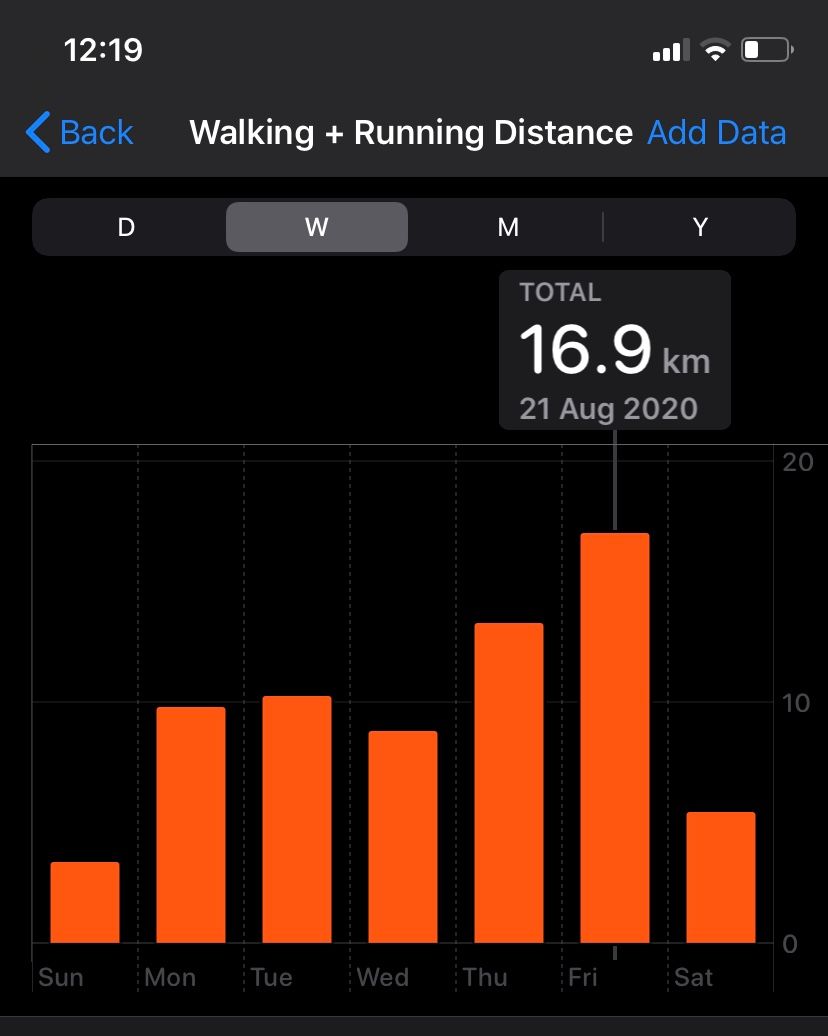 12:19
Back Walking + Running Distance Add Data
D W M Y
TOTAL
16.9 km
21 Aug 2020
20
10
0
Sun Mon Tue Wed Thu Fri Sat